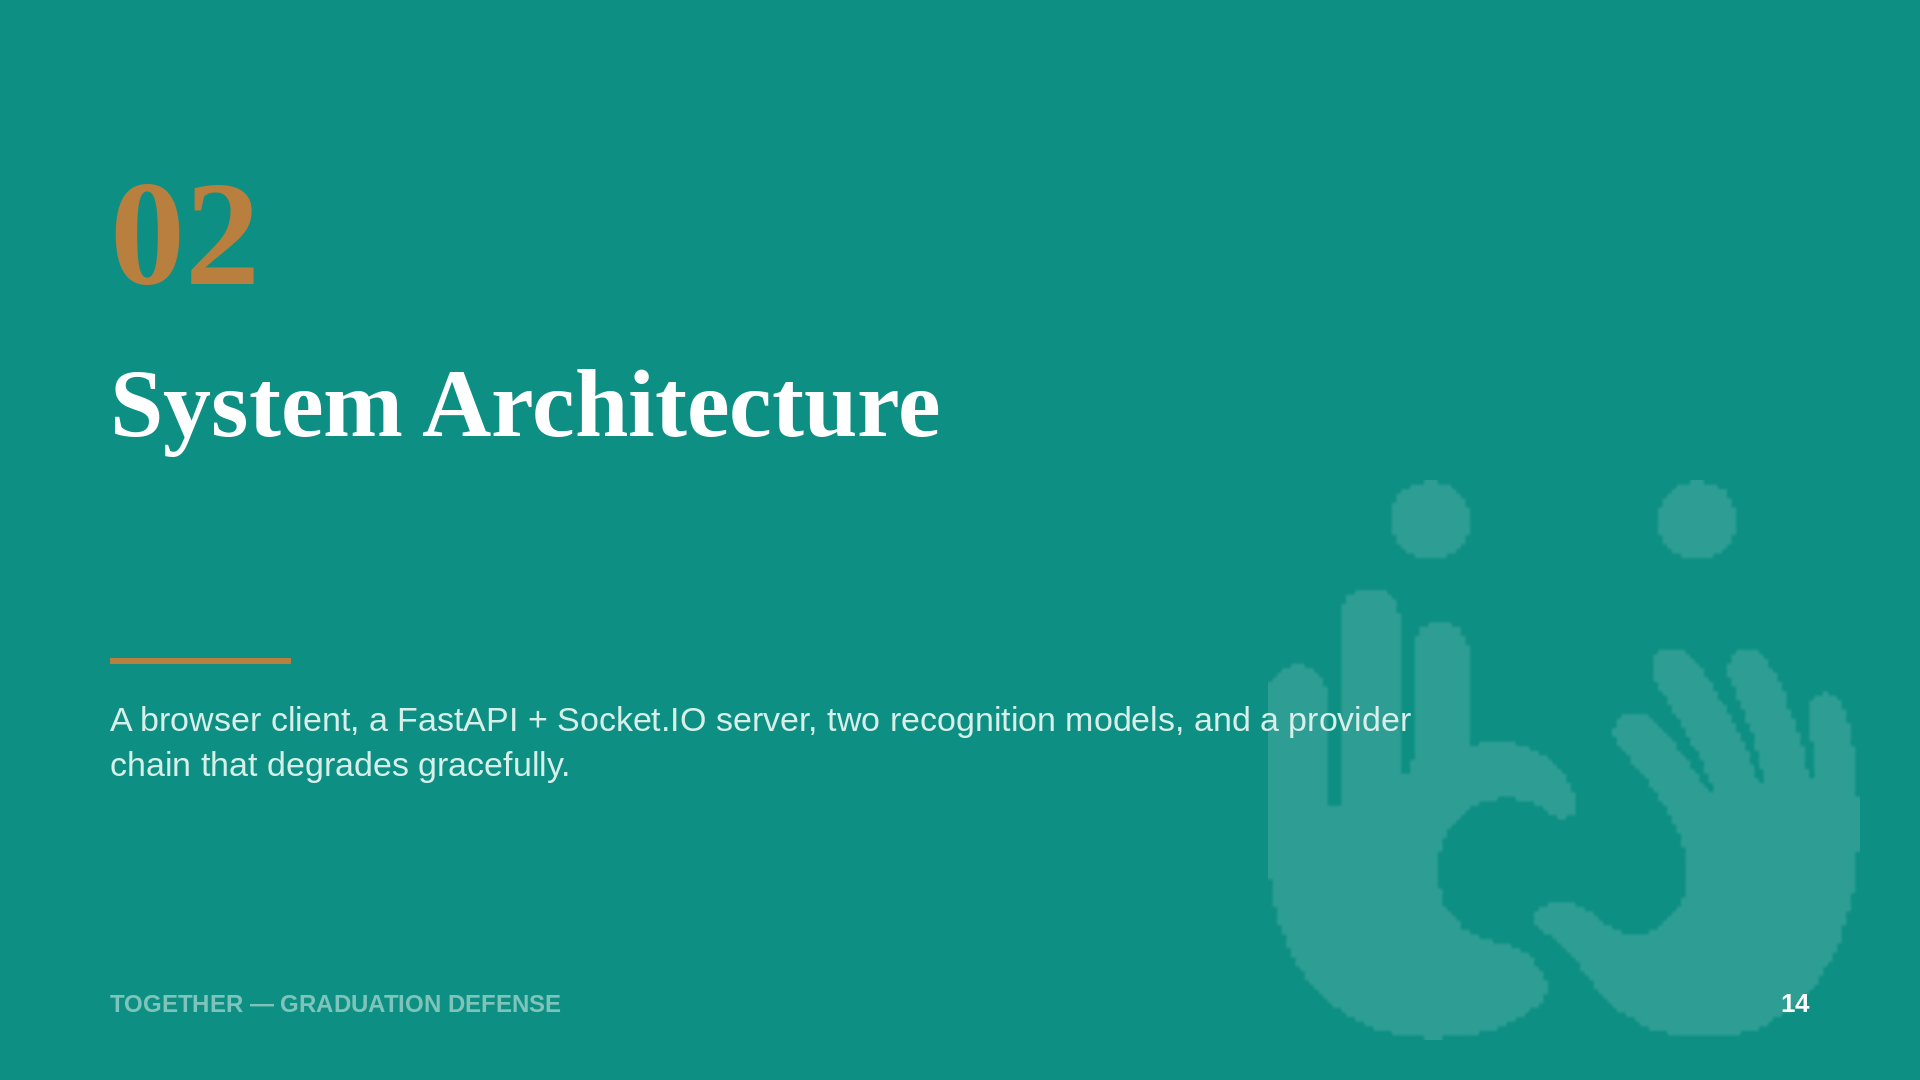 02
System Architecture
A browser client, a FastAPI + Socket.IO server, two recognition models, and a provider
chain that degrades gracefully.
TOGETHER — GRADUATION DEFENSE
14